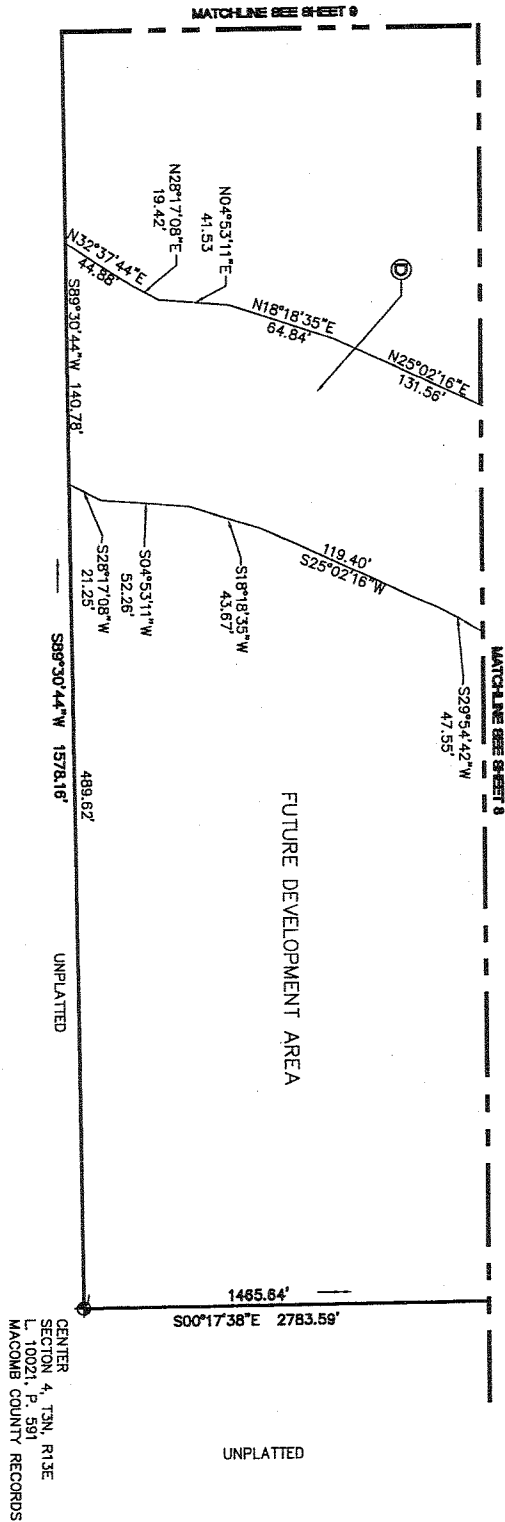 MATCHLINE SEE SHEET 9
MATCHLINE SEE SHEET 8
D
N32°37'44"E
44.88'
N28°17'08"E
19.42'
N04°53'11"E
41.53
N18°18'35"E
64.84'
N25°02'16"E
131.56'
S89°30'44"W 140.78'
S28°17'08"W
21.25'
S04°53'11"W
52.26'
S18°18'35"W
43.67'
119.40'
S25°02'16"W
S29°54'42"W
47.55'
489.62'
S89°30'44"W 1578.16'
FUTURE DEVELOPMENT AREA
UNPLATTED
1465.64'
S00°17'38"E 2783.59'
UNPLATTED
CENTER
SECTON 4, T3N, R13E
L. 10021, P. 591
MACOMB COUNTY RECORDS